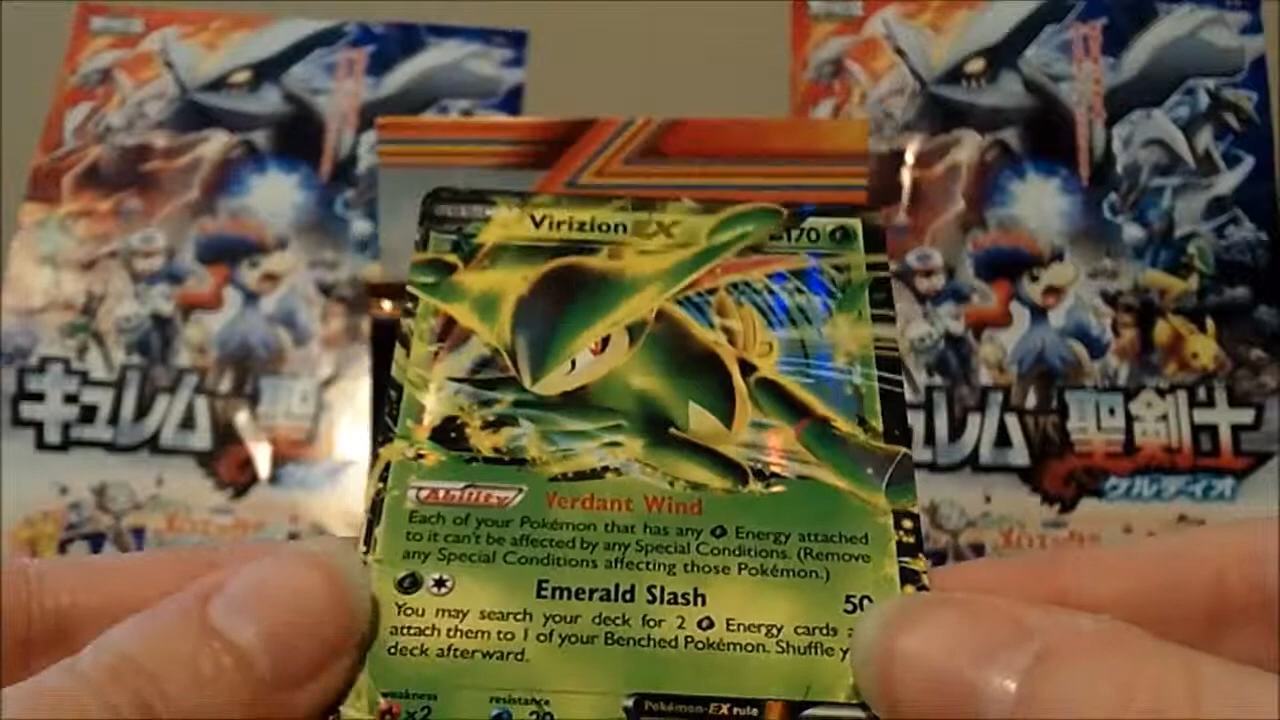 Virizion EX
170
Ability Verdant Wind
Each of your Pokémon that has any Energy attached
to it can't be affected by any Special Conditions. (Remove
any Special Conditions affecting those Pokémon.)
Emerald Slash 50
You may search your deck for 2 Energy cards
attach them to 1 of your Benched Pokémon. Shuffle y
deck afterward.
weakness
×2
resistance
-20
Pokémon-EX rule
キュレム 聖
ュレム VS 聖剣士
ケルディオ